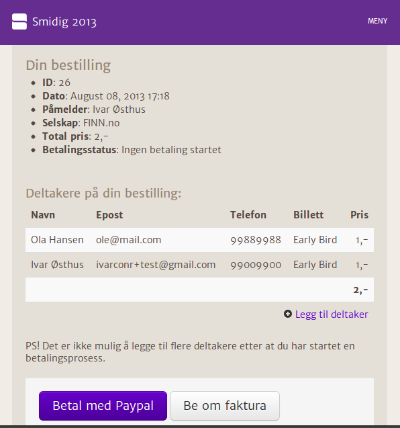 Smidig 2013
MENY
Din bestilling
ID: 26
Dato: August 08, 2013 17:18
Påmelder: Ivar Østhus
Selskap: FINN.no
Total pris: 2,-
Betalingsstatus: Ingen betaling startet
Deltakere på din bestilling:
Navn Epost Telefon Billett Pris
Ola Hansen ole@mail.com 99889988 Early Bird 1,-
Ivar Østhus ivarconr+test@gmail.com 99009900 Early Bird 1,-
2,-
Legg til deltaker
PS! Det er ikke mulig å legge til flere deltakere etter at du har startet en
betalingsprosess.
Betal med Paypal Be om faktura